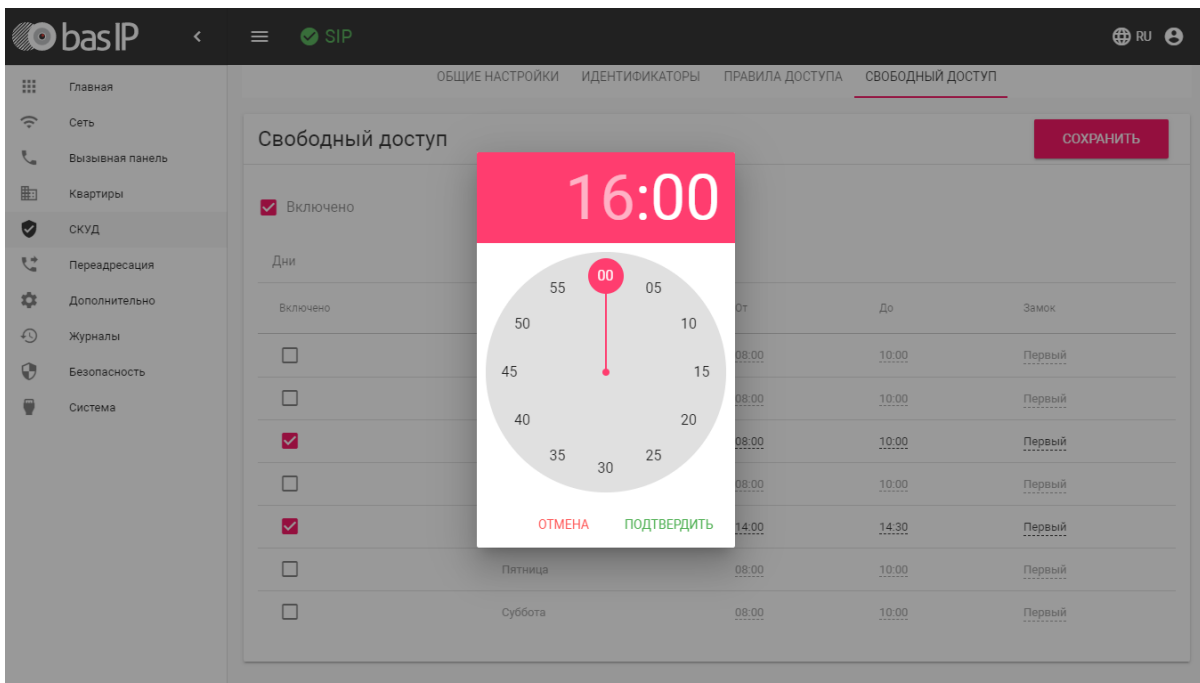 basIP
SIP
RU
Главная
Сеть
Вызывная панель
Квартиры
СКУД
Переадресация
Дополнительно
Журналы
Безопасность
Система
ОБЩИЕ НАСТРОЙКИ ИДЕНТИФИКАТОРЫ ПРАВИЛА ДОСТУПА СВОБОДНЫЙ ДОСТУП
Свободный доступ СОХРАНИТЬ
Включено
Дни
Включено От До Замок
08:00 10:00 Первый
08:00 10:00 Первый
08:00 10:00 Первый
08:00 10:00 Первый
14:00 14:30 Первый
Пятница 08:00 10:00 Первый
Суббота 08:00 10:00 Первый
16:00
00
55 05
50 10
45 15
40 20
35 25
30
ОТМЕНА ПОДТВЕРДИТЬ